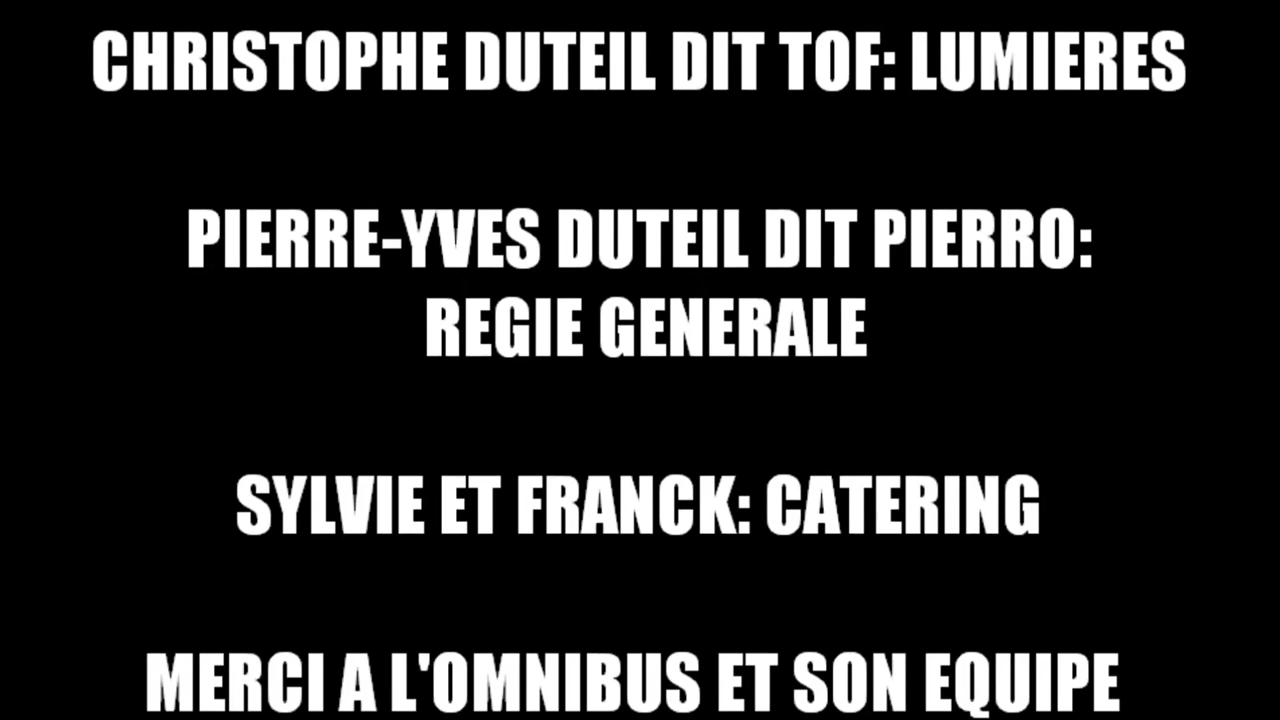 CHRISTOPHE DUTEIL DIT TOF: LUMIERES
PIERRE-YVES DUTEIL DIT PIERRO:
REGIE GENERALE
SYLVIE ET FRANCK: CATERING
MERCI A L'OMNIBUS ET SON EQUIPE